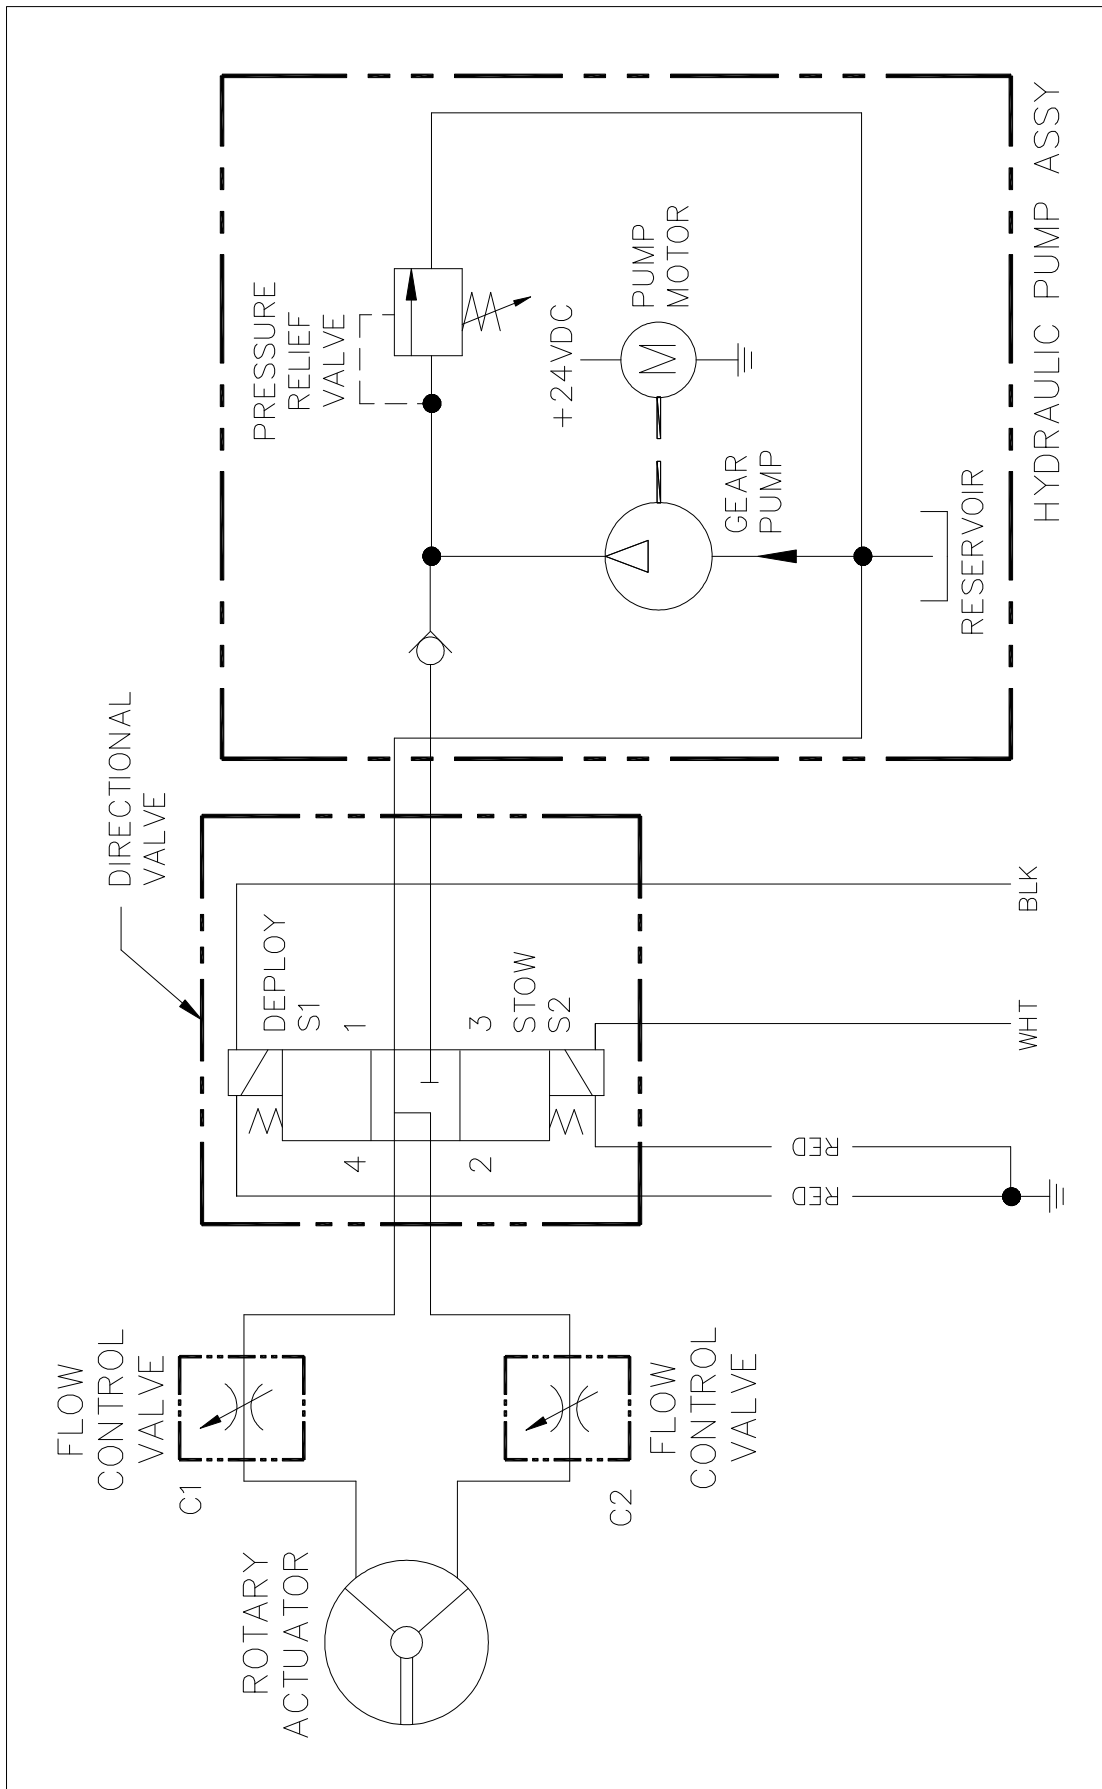 ROTARY
ACTUATOR
FLOW
CONTROL
VALVE
C1
FLOW
CONTROL
VALVE
C2
DIRECTIONAL
VALVE
DEPLOY
S1
4
1
2
3
STOW
S2
RED
RED
WHT
BLK
PRESSURE
RELIEF
VALVE
+24VDC
PUMP
MOTOR
M
GEAR
PUMP
RESERVOIR
HYDRAULIC PUMP ASSY